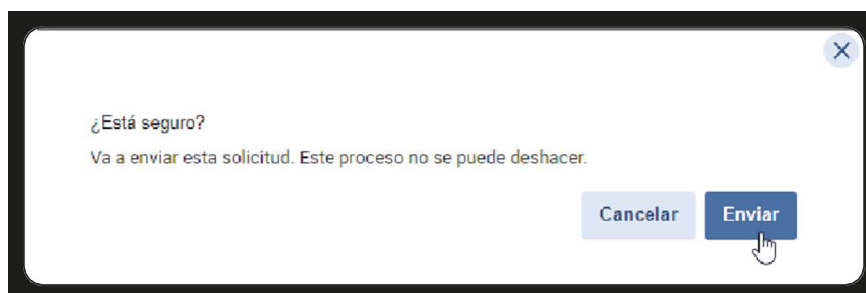 ¿Está seguro?
Va a enviar esta solicitud. Este proceso no se puede deshacer.
Cancelar
Enviar